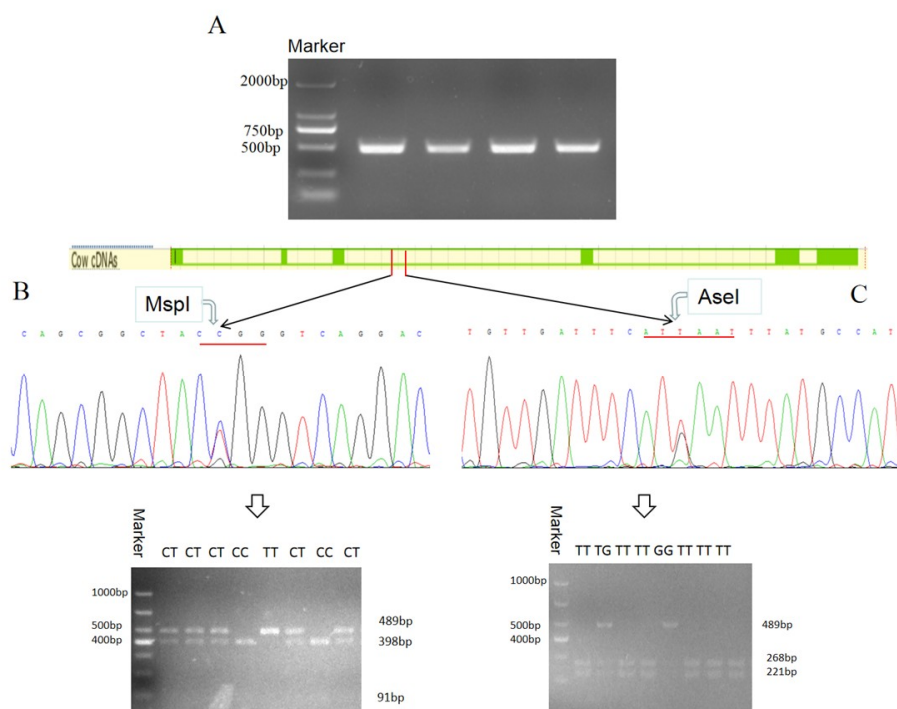 A
Marker
2000bp
750bp
500bp
Cow cDNAs
B
MspI
AseI
C
C A G C G G C T A C C G G G T C A G G A C
T G T T G A T T T C A T T A A T T T A T G C C A T
Marker
CT CT CT CC TT CT CC CT
1000bp
500bp
400bp
489bp
398bp
91bp
Marker
TT TG TT TT GG TT TT TT
1000bp
500bp
400bp
489bp
268bp
221bp